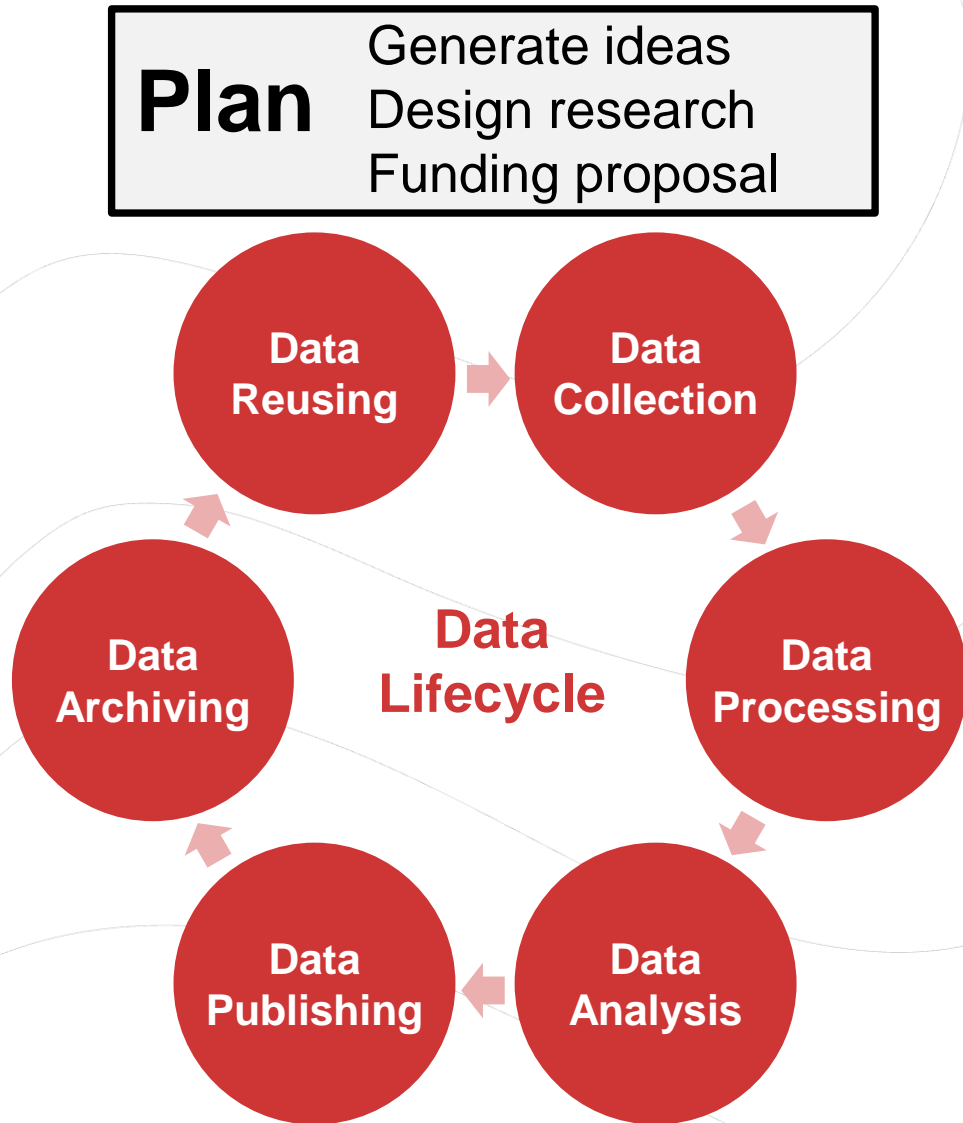 Plan
Generate ideas
Design research
Funding proposal
Data
Reusing
Data
Collection
Data
Archiving
Data
Lifecycle
Data
Processing
Data
Publishing
Data
Analysis